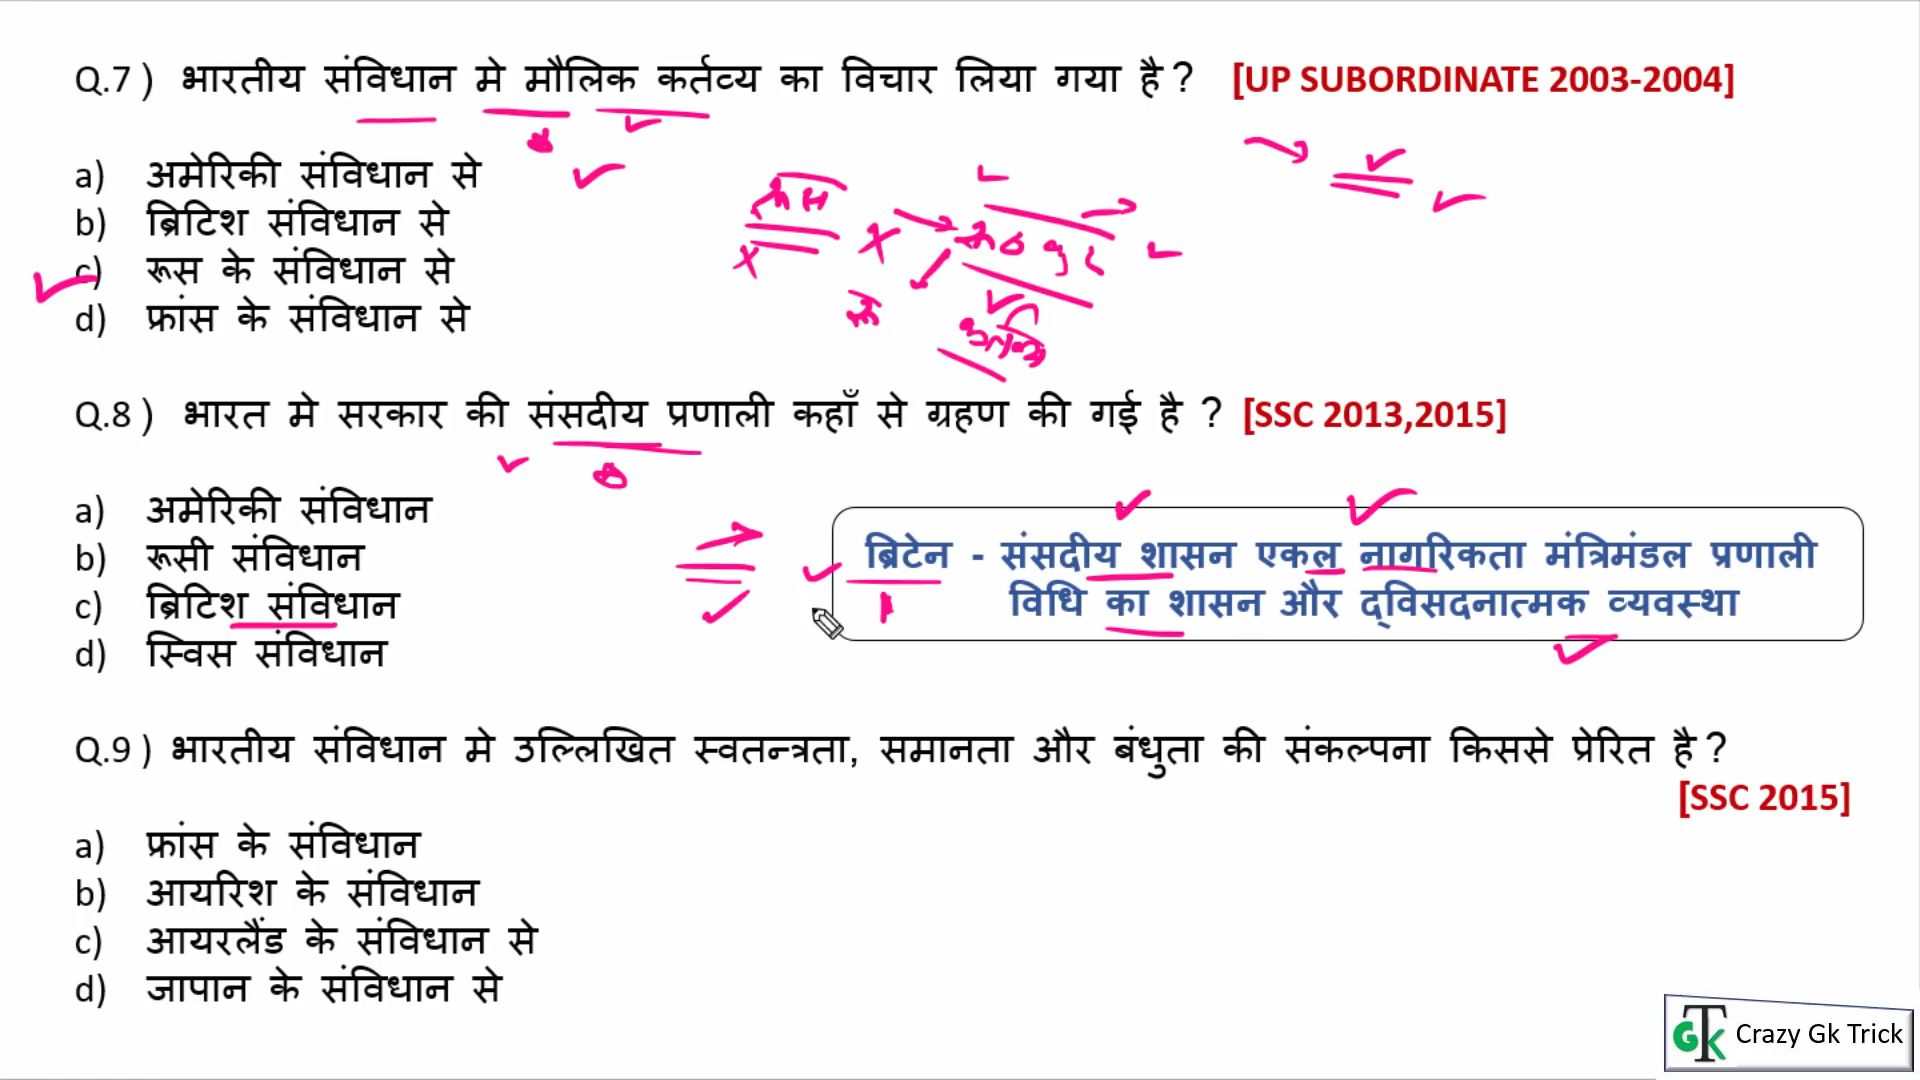 Q.7 ) भारतीय संविधान मे मौलिक कर्तव्य का विचार लिया गया है ? [UP SUBORDINATE 2003-2004]
a) अमेरिकी संविधान से
b) ब्रिटिश संविधान से
c) रूस के संविधान से
d) फ्रांस के संविधान से
Q.8 ) भारत मे सरकार की संसदीय प्रणाली कहाँ से ग्रहण की गई है ? [SSC 2013,2015]
a) अमेरिकी संविधान
b) रूसी संविधान
c) ब्रिटिश संविधान
d) स्विस संविधान
ब्रिटेन - संसदीय शासन एकल नागरिकता मंत्रिमंडल प्रणाली
विधि का शासन और द्विसदनात्मक व्यवस्था
Q.9 ) भारतीय संविधान मे उल्लिखित स्वतन्त्रता, समानता और बंधुता की संकल्पना किससे प्रेरित है ?
[SSC 2015]
a) फ्रांस के संविधान
b) आयरिश के संविधान
c) आयरलैंड के संविधान से
d) जापान के संविधान से
GTK Crazy Gk Trick